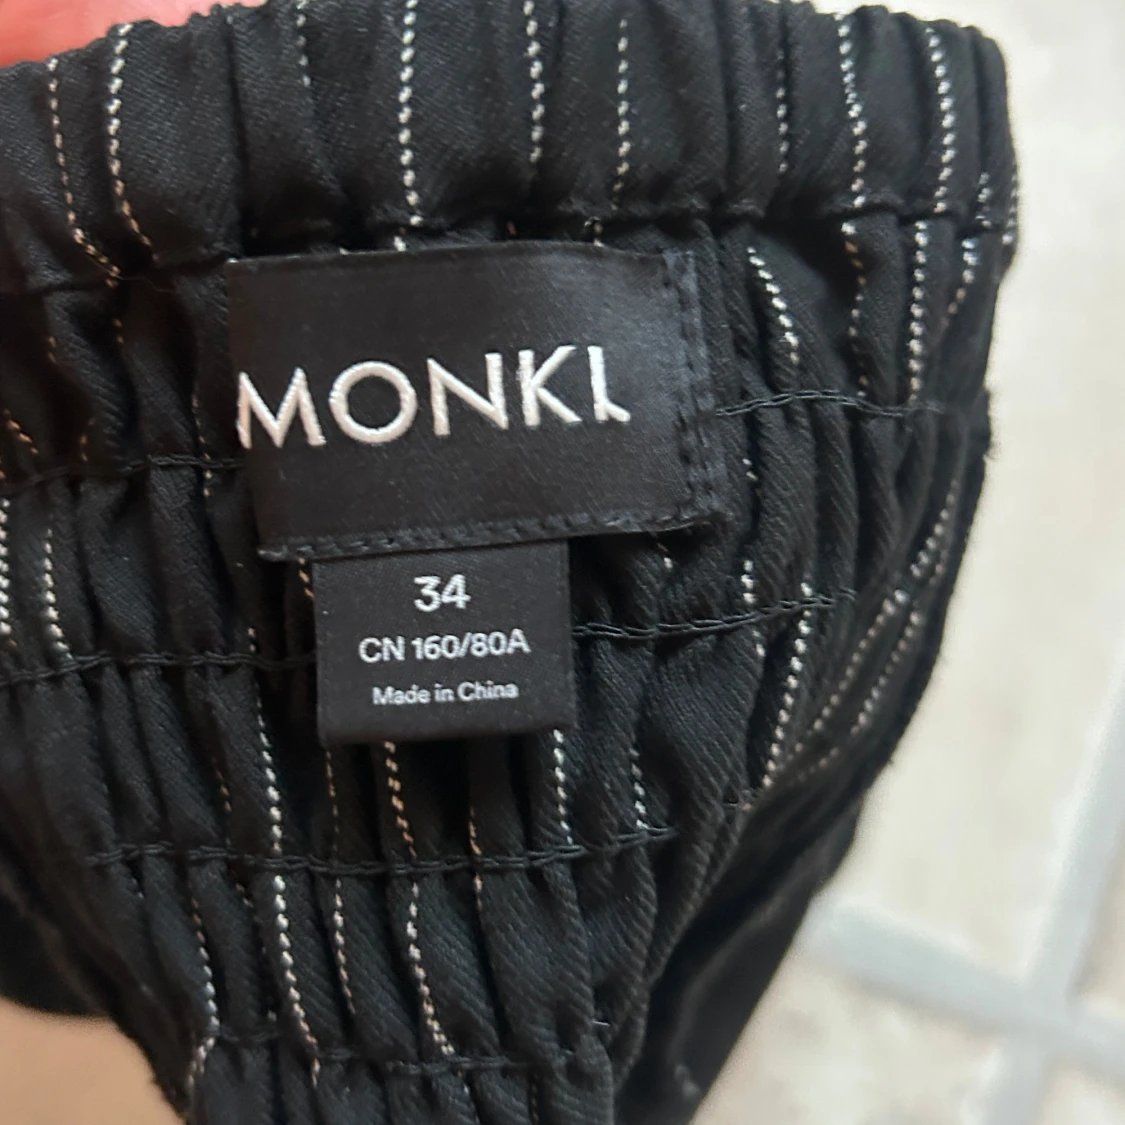 MONKI
34
CN 160/80A
Made in China